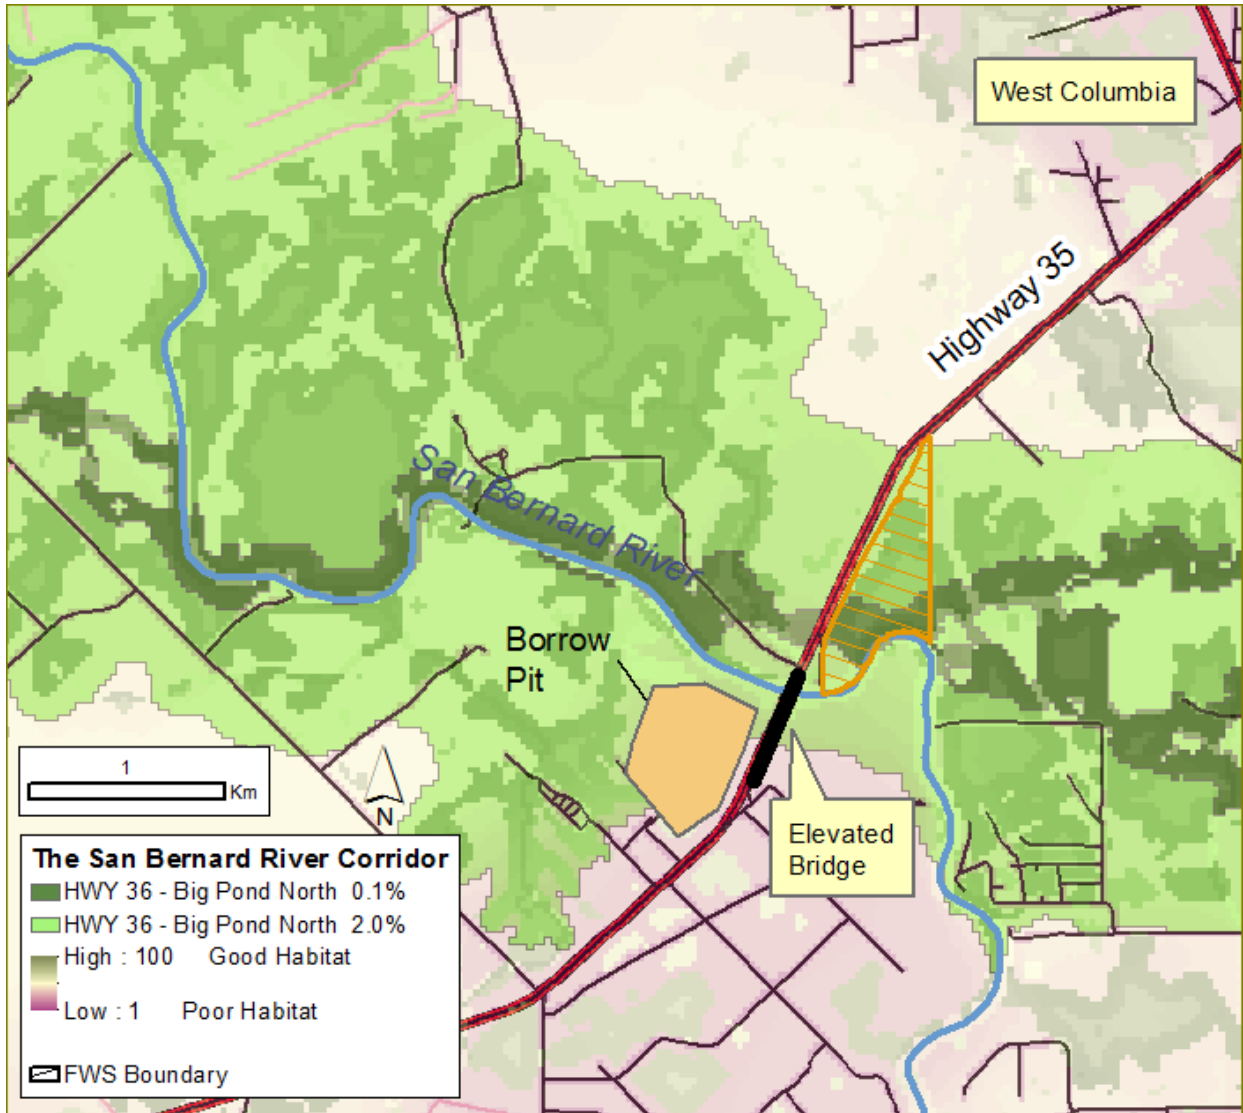 West Columbia
Highway 35
San Bernard River
Borrow
Pit
1
Km
N
Elevated
Bridge
The San Bernard River Corridor
HWY 36 - Big Pond North 0.1%
HWY 36 - Big Pond North 2.0%
High : 100 Good Habitat
Low : 1 Poor Habitat
FWS Boundary